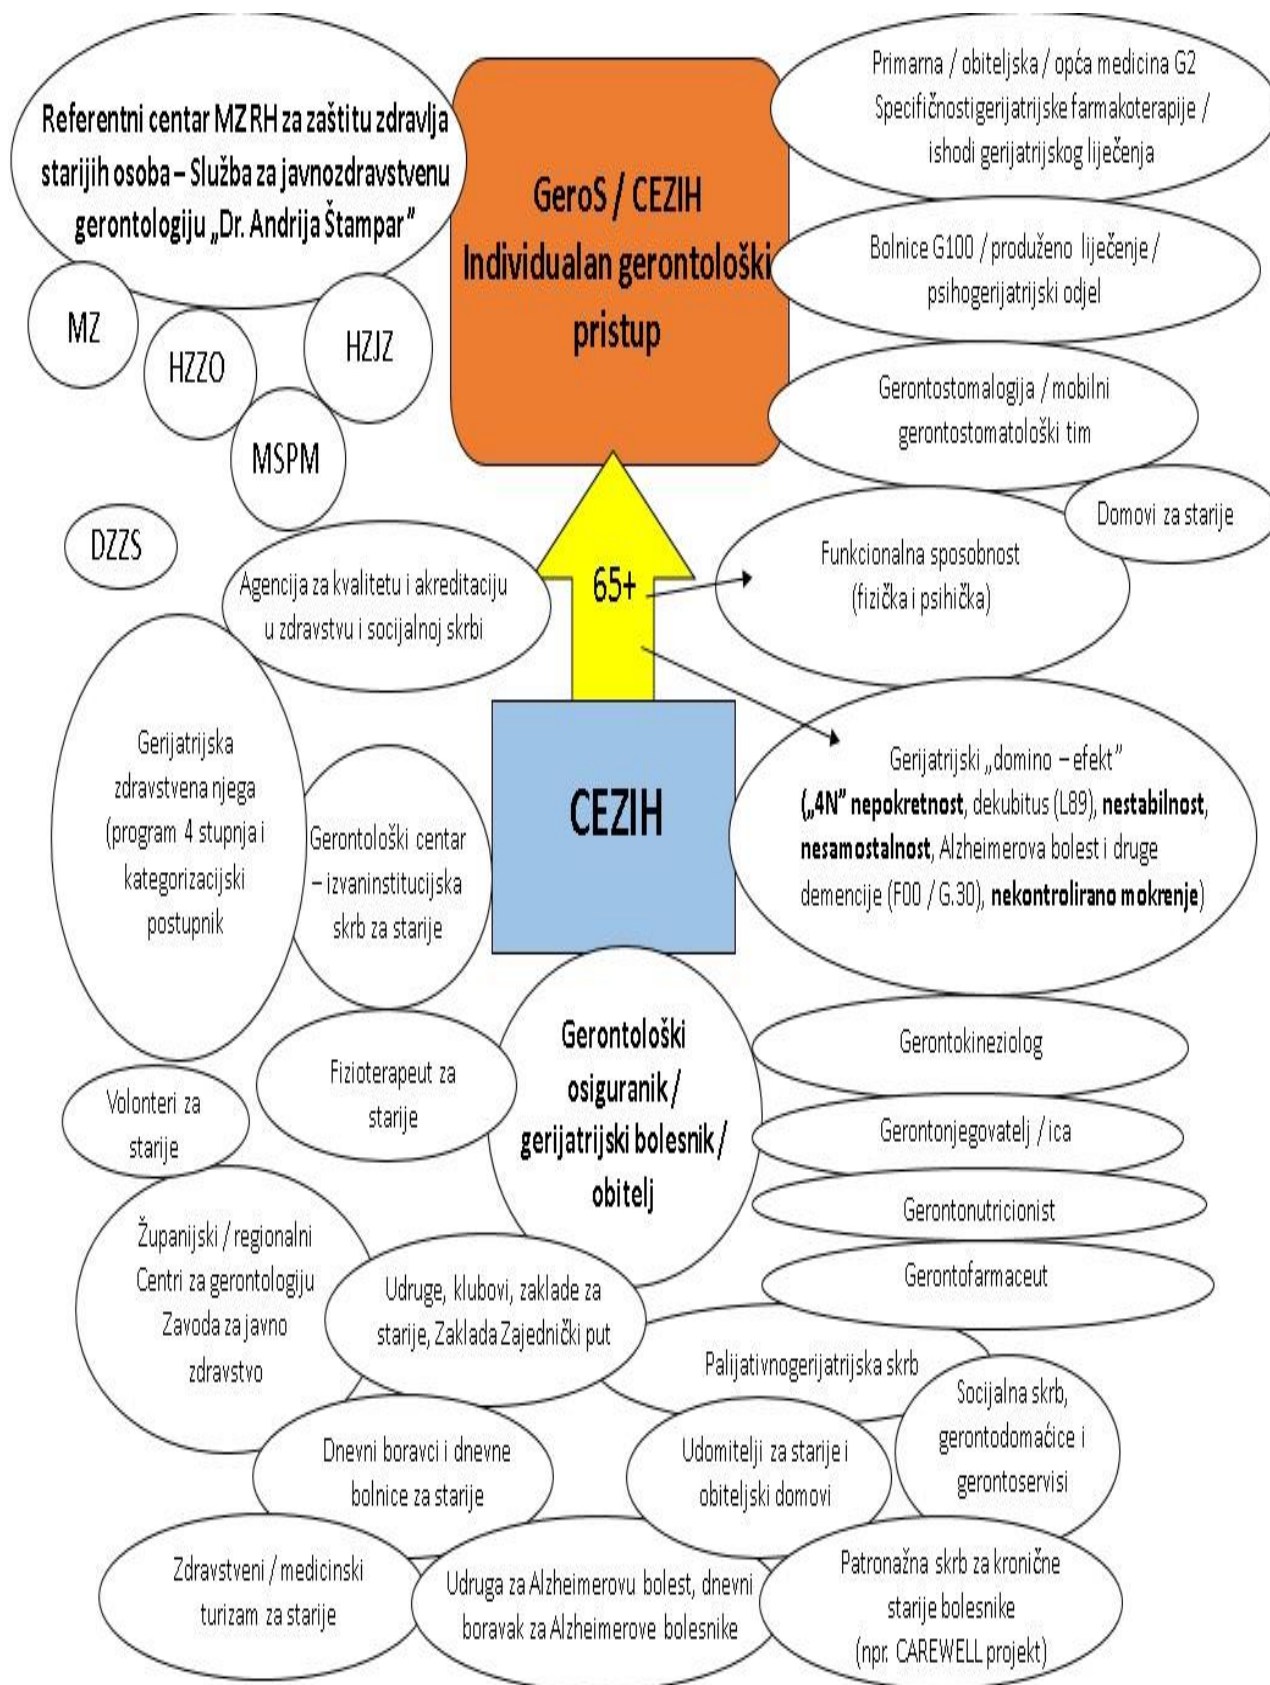 Referentni centar MZ RH za zaštitu zdravlja
starijih osoba – Služba za javnozdravstvenu
gerontologiju „Dr. Andrija Štampar"
MZ
HZZO
HZJZ
MSPM
DZZS
GeroS / CEZIH
Individualan gerontološki
pristup
Primarna / obiteljska / opća medicina G2
Specifičnostigerijatrijske farmakoterapije /
ishodi gerijatrijskog liječenja
Bolnice G100 / produženo liječenje /
psihogerijatrijski odjel
Gerontostomalogija / mobilni
gerontostomatološki tim
Domovi za starije
Funkcionalna sposobnost
(fizička i psihička)
65+
Agencija za kvalitetu i akreditaciju
u zdravstvu i socijalnoj skrbi
Gerijatrijska
zdravstvena njega
(program 4 stupnja i
kategorizacijski
postupnik
Gerontološki centar
– izvaninstitucijska
skrb za starije
CEZIH
Gerijatrijski „domino – efekt"
(„4N" nepokretnost, dekubitus (L89), nestabilnost,
nesamostalnost, Alzheimerova bolest i druge
demencije (F00 / G.30), nekontrolirano mokrenje)
Gerontološki
osiguranik /
gerijatrijski bolesnik /
obitelj
Fizioterapeut za
starije
Volonteri za
starije
Gerontokineziolog
Gerontonjegovatelj / ica
Gerontonutricionist
Gerontofarmaceut
Županijski / regionalni
Centri za gerontologiju
Zavoda za javno
zdravstvo
Udruge, klubovi, zaklade za
starije, Zaklada Zajednički put
Palijativnogerijatrijska skrb
Socijalna skrb,
gerontodomaćice i
gerontoservisi
Dnevni boravci i dnevne
bolnice za starije
Udomitelji za starije i
obiteljski domovi
Zdravstveni / medicinski
turizam za starije
Udruga za Alzheimerovu bolest, dnevni
boravak za Alzheimerove bolesnike
Patronažna skrb za kronične
starije bolesnike
(npr. CAREWELL projekt)